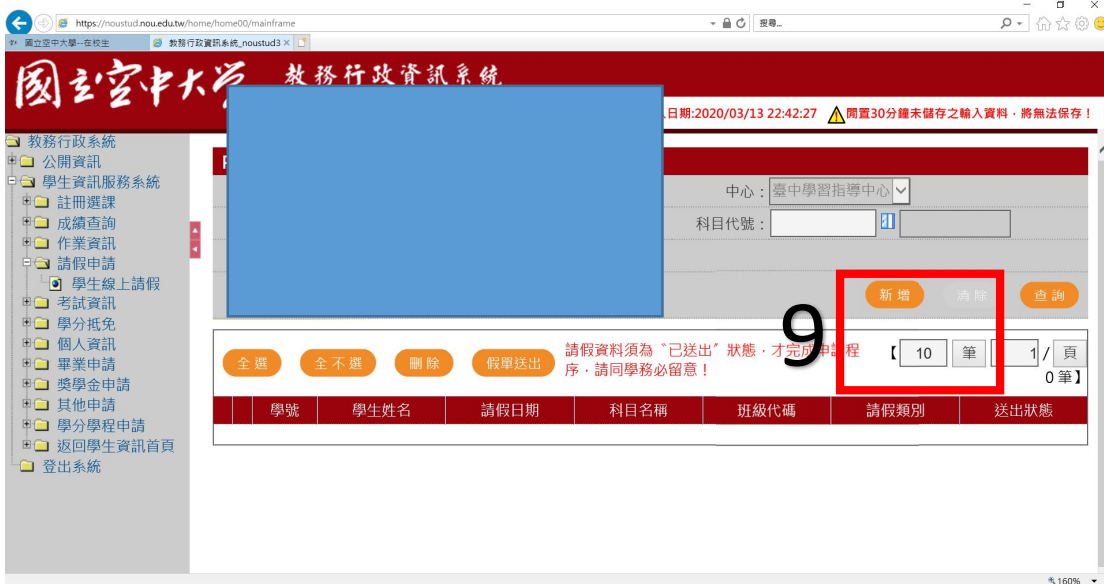 https://noustud.nou.edu.tw/home/home00/mainframe
搜尋...
國立空中大學--在校生
教務行政資訊系統_noustud3
國立空中大學 教務行政資訊系統
日期:2020/03/13 22:42:27 閒置30分鐘未儲存之輸入資料，將無法保存！
教務行政系統
公開資訊
學生資訊服務系統
註冊選課
成績查詢
作業資訊
請假申請
學生線上請假
考試資訊
學分抵免
個人資訊
畢業申請
獎學金申請
其他申請
學分學程申請
返回學生資訊首頁
登出系統
中心：臺中學習指導中心
科目代號：
新增 清除 查詢
9
全選 全不選 刪除 假單送出
請假資料須為〝已送出〞狀態，才完成申請程
序，請同學務必留意！
【 10 筆 1 / 頁
0 筆】
學號 學生姓名 請假日期 科目名稱 班級代碼 請假類別 送出狀態
160%